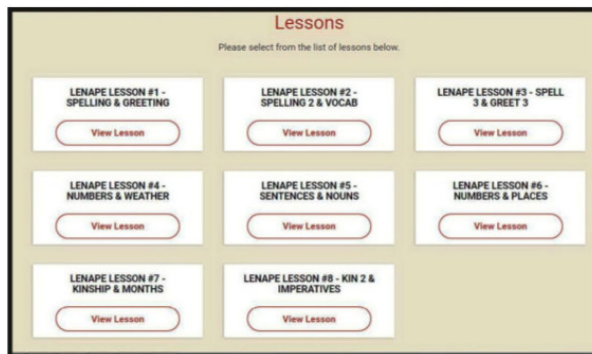 Lessons
Please select from the list of lessons below.
LENAPE LESSON #1 -
SPELLING & GREETING
View Lesson
LENAPE LESSON #2 -
SPELLING 2 & VOCAB
View Lesson
LENAPE LESSON #3 - SPELL
3 & GREET 3
View Lesson
LENAPE LESSON #4 -
NUMBERS & WEATHER
View Lesson
LENAPE LESSON #5 -
SENTENCES & NOUNS
View Lesson
LENAPE LESSON #6 -
NUMBERS & PLACES
View Lesson
LENAPE LESSON #7 -
KINSHIP & MONTHS
View Lesson
LENAPE LESSON #8 - KIN 2 &
IMPERATIVES
View Lesson